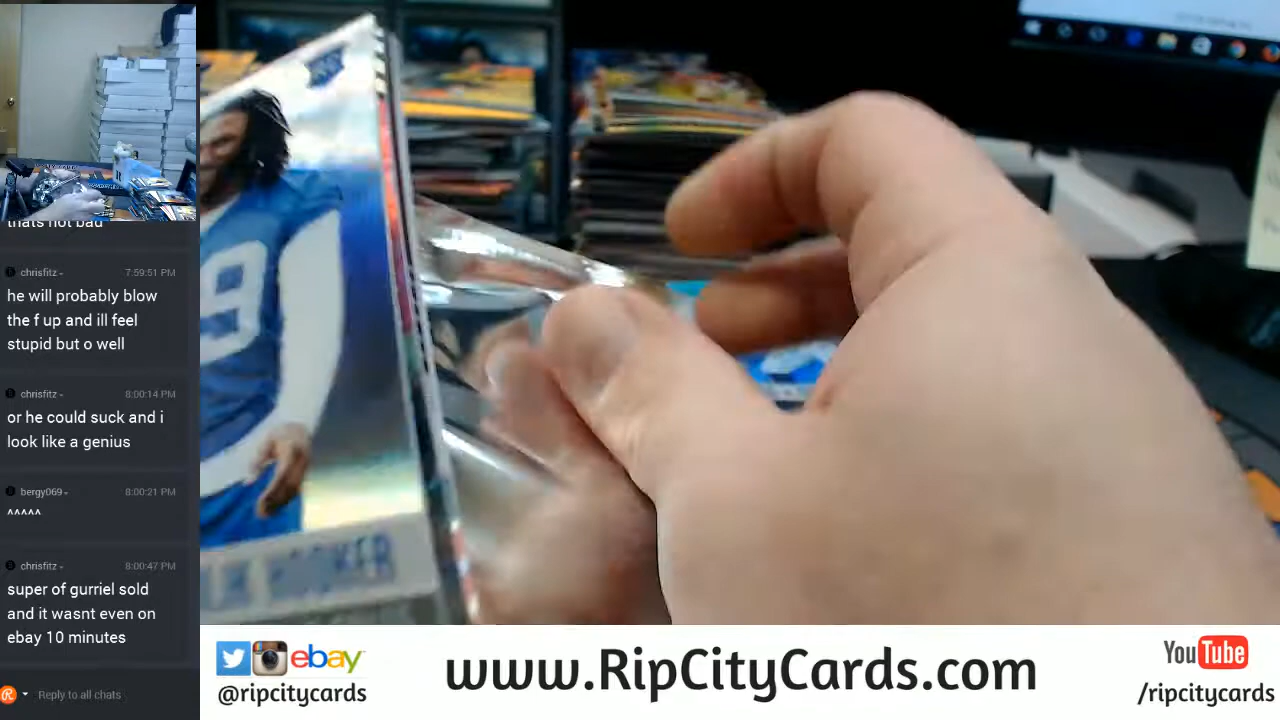 thats not bad
chrisfitz
7:59:51 PM
he will probably blow
the f up and ill feel
stupid but o well
chrisfitz
8:00:14 PM
or he could suck and i
look like a genius
bergy069
8:00:21 PM
^^^^^
chrisfitz
8:00:47 PM
super of gurriel sold
and it wasnt even on
ebay 10 minutes
Reply to all chats
9
HOOKER
ebay
@ripcitycards
www.RipCityCards.com
YouTube
/ripcitycards